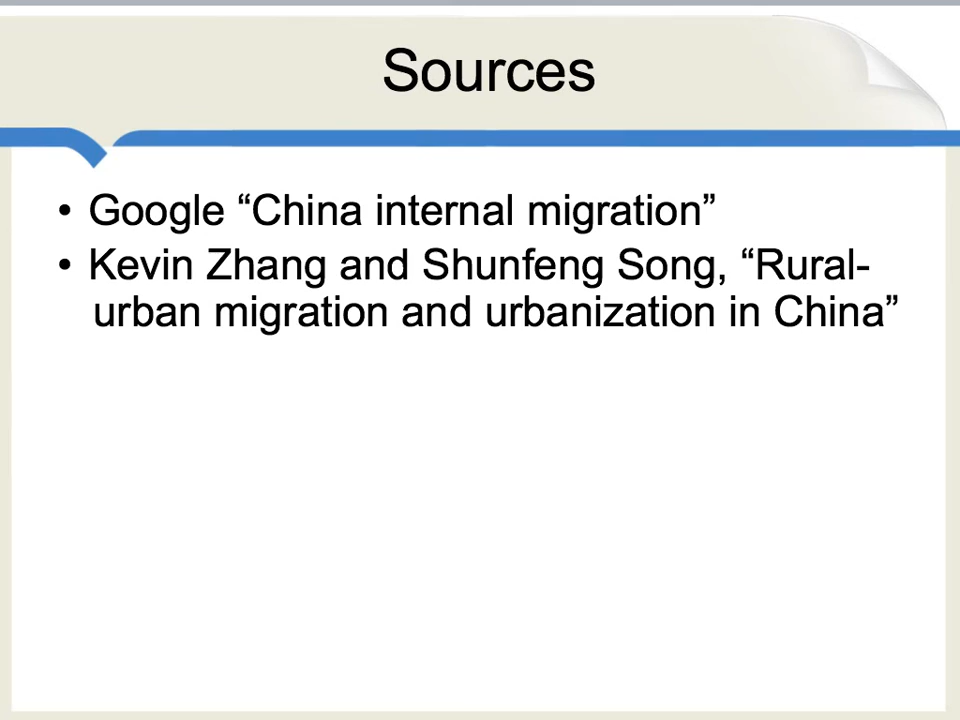 Sources
• Google “China internal migration”
• Kevin Zhang and Shunfeng Song, “Rural-
urban migration and urbanization in China”